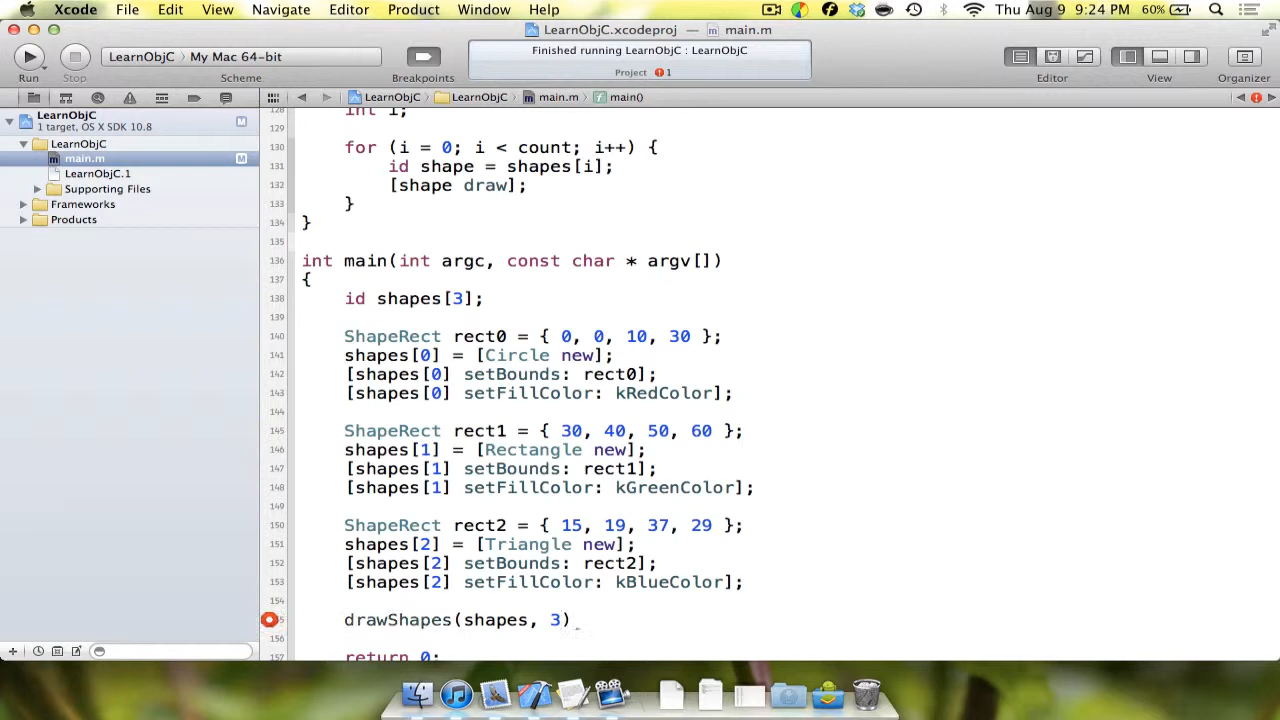 Xcode File Edit View Navigate Editor Product Window Help Thu Aug 9 9:24 PM 60%
LearnObjC.xcodeproj — main.m
LearnObjC My Mac 64-bit
Finished running LearnObjC : LearnObjC
Project 1
Run Stop Scheme Breakpoints Editor View Organizer
LearnObjC LearnObjC main.m main()
LearnObjC
1 target, OS X SDK 10.8
M
LearnObjC
main.m M
LearnObjC.1
Supporting Files
Frameworks
Products
128 int i;
129
130 for (i = 0; i < count; i++) {
131 id shape = shapes[i];
132 [shape draw];
133 }
134 }
135
136 int main(int argc, const char * argv[])
137 {
138 id shapes[3];
139
140 ShapeRect rect0 = { 0, 0, 10, 30 };
141 shapes[0] = [Circle new];
142 [shapes[0] setBounds: rect0];
143 [shapes[0] setFillColor: kRedColor];
144
145 ShapeRect rect1 = { 30, 40, 50, 60 };
146 shapes[1] = [Rectangle new];
147 [shapes[1] setBounds: rect1];
148 [shapes[1] setFillColor: kGreenColor];
149
150 ShapeRect rect2 = { 15, 19, 37, 29 };
151 shapes[2] = [Triangle new];
152 [shapes[2] setBounds: rect2];
153 [shapes[2] setFillColor: kBlueColor];
154
drawShapes(shapes, 3)
156
157 return 0;